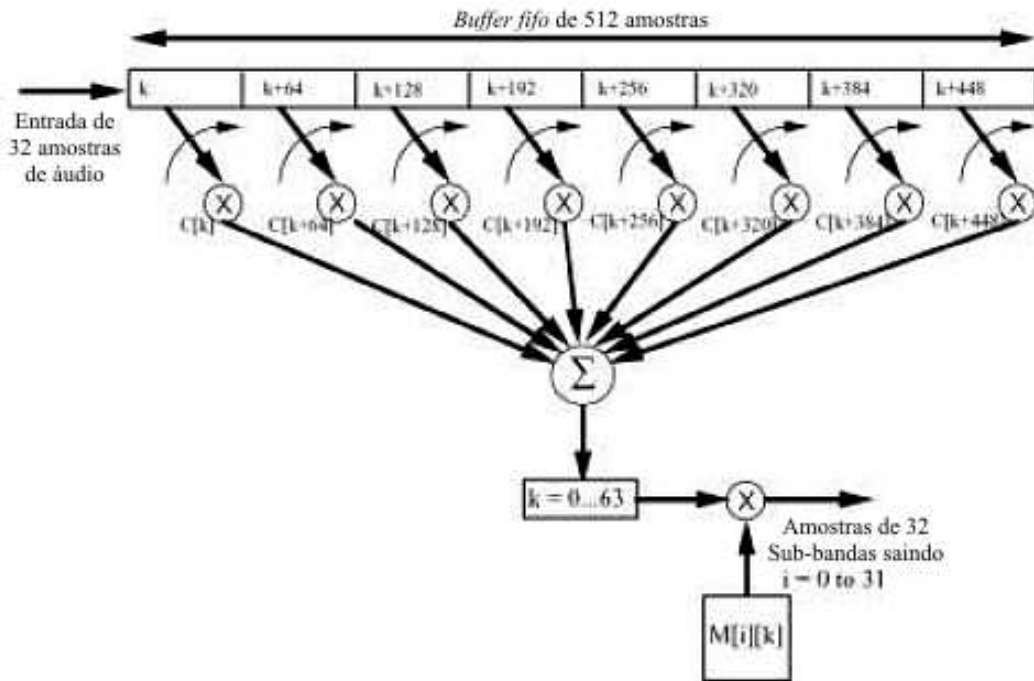 Buffer fifo de 512 amostras
k k+64 k+128 k+192 k+256 k+320 k+384 k+448
Entrada de
32 amostras
de áudio
X X X X X X X X
C[k] C[k+64] C[k+128] C[k+192] C[k+256] C[k+320] C[k+384] C[k+448]
Σ
k = 0...63
X
Amostras de 32
Sub-bandas saindo
i = 0 to 31
M[i][k]